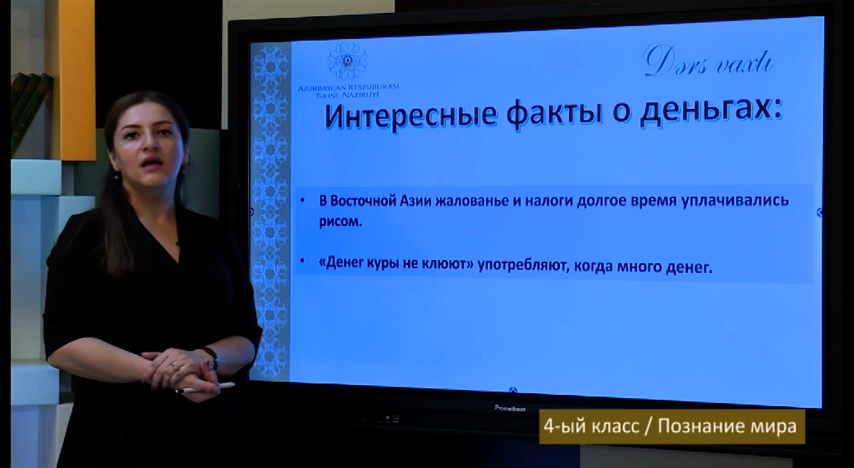 Dərs vaxtı
AZƏRBAYCAN RESPUBLİKASI
TƏHSİL NAZİRLİYİ
Интересные факты о деньгах:
• В Восточной Азии жалованье и налоги долгое время уплачивались
рисом.
• «Денег куры не клюют» употребляют, когда много денег.
Promethean
4-ый класс / Познание мира